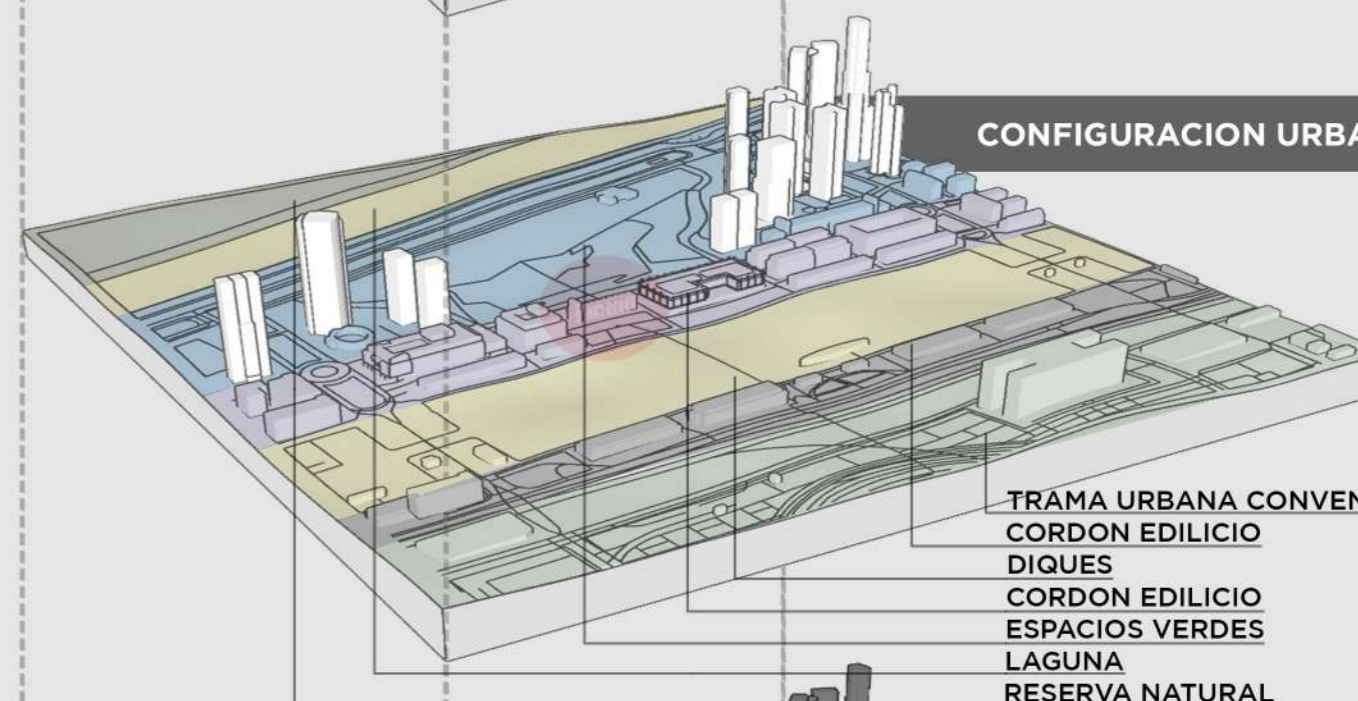 CONFIGURACION URBA
TRAMA URBANA CONVEN
CORDON EDILICIO
DIQUES
CORDON EDILICIO
ESPACIOS VERDES
LAGUNA
RESERVA NATURAL